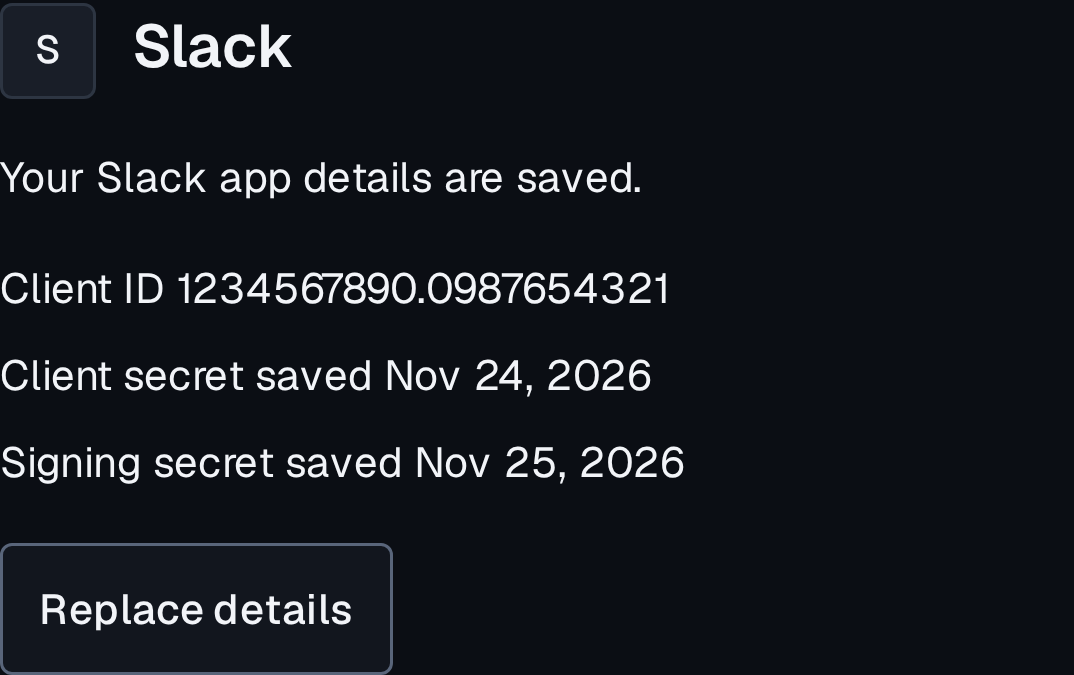 S
Slack
Your Slack app details are saved.
Client ID 1234567890.0987654321
Client secret saved Nov 24, 2026
Signing secret saved Nov 25, 2026
Replace details